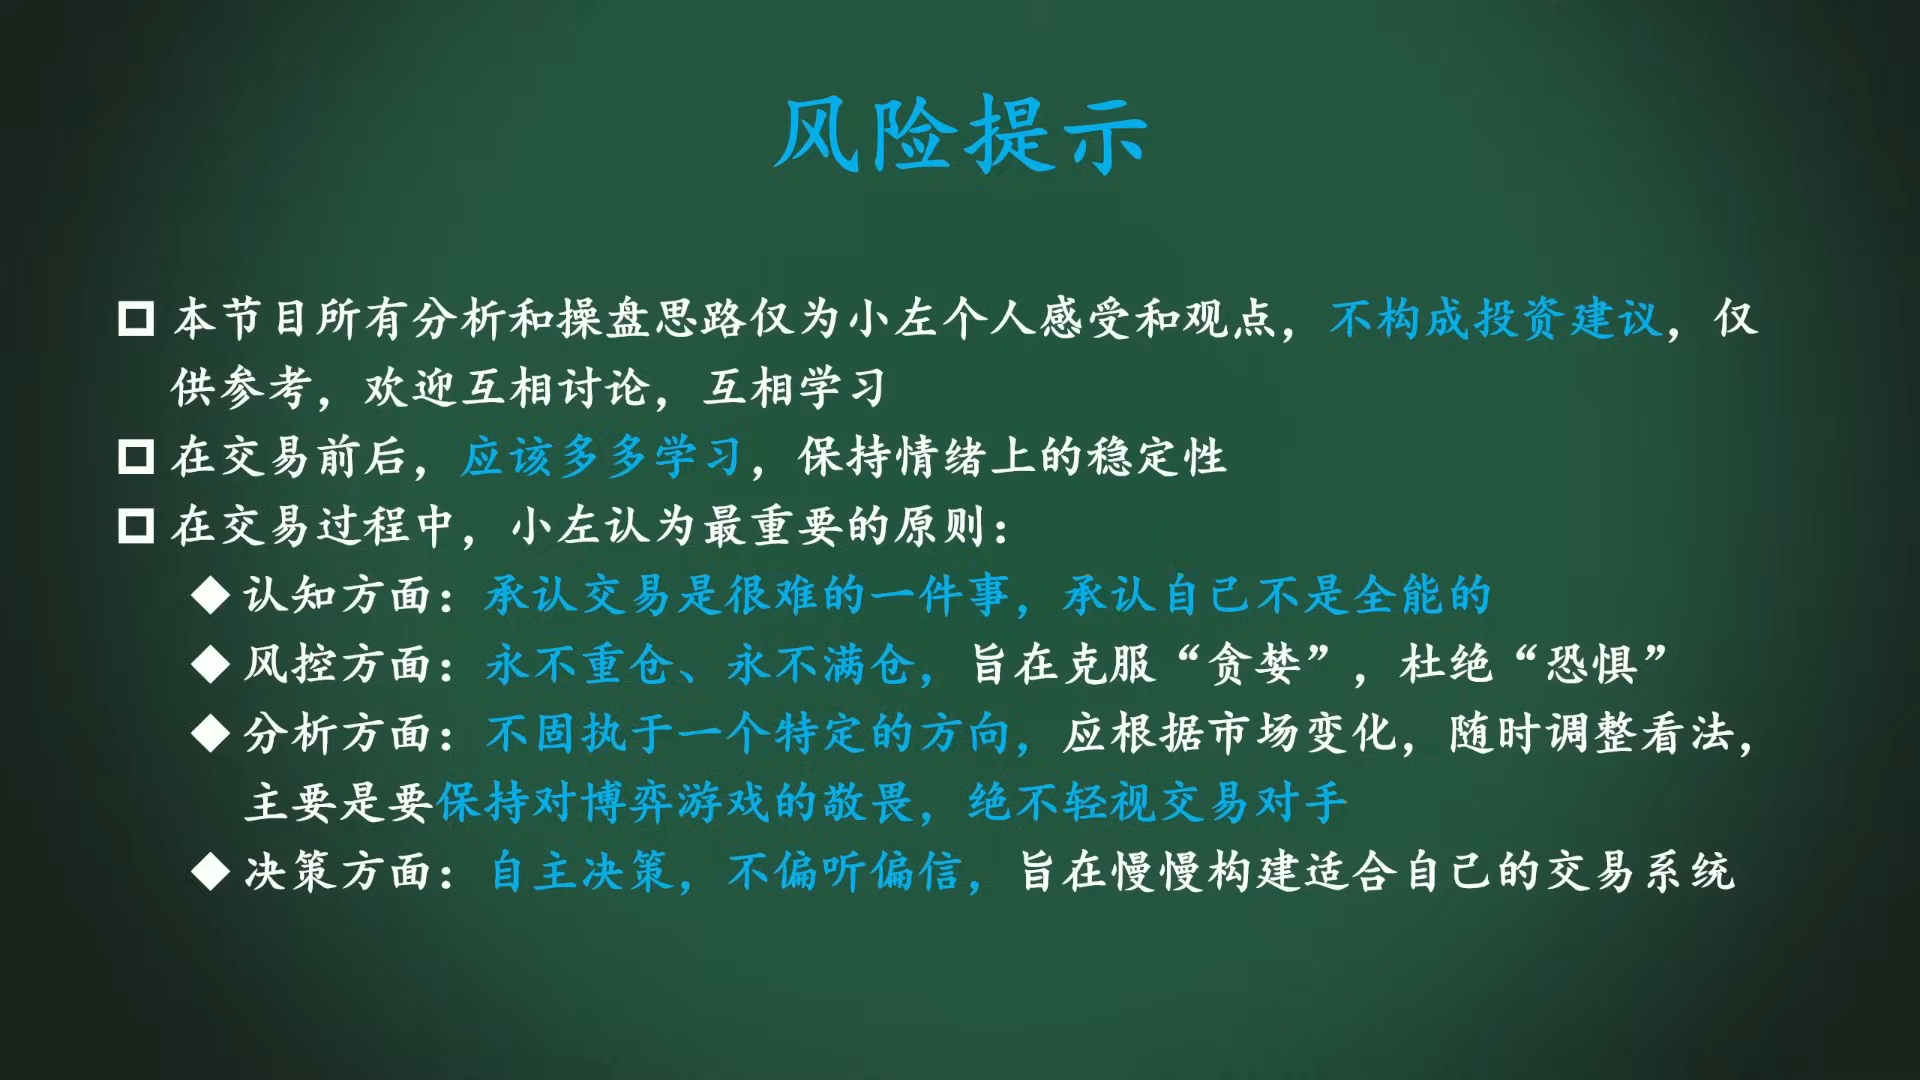 风险提示
本节目所有分析和操盘思路仅为小左个人感受和观点，不构成投资建议，仅
供参考，欢迎互相讨论，互相学习
在交易前后，应该多多学习，保持情绪上的稳定性
在交易过程中，小左认为最重要的原则：
认知方面：承认交易是很难的一件事，承认自己不是全能的
风控方面：永不重仓、永不满仓，旨在克服“贪婪”，杜绝“恐惧”
分析方面：不固执于一个特定的方向，应根据市场变化，随时调整看法，
主要是要保持对博弈游戏的敬畏，绝不轻视交易对手
决策方面：自主决策，不偏听偏信，旨在慢慢构建适合自己的交易系统